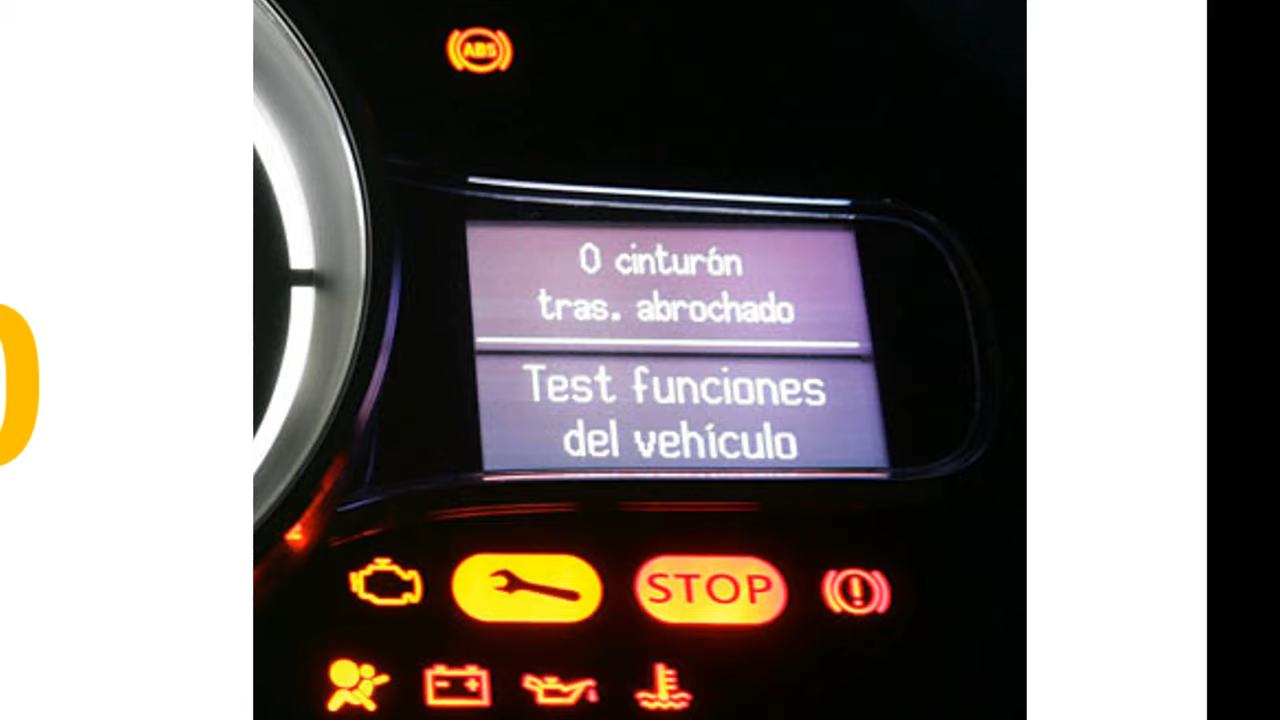 ABS
0 cinturón
tras. abrochado
Test funciones
del vehículo
STOP